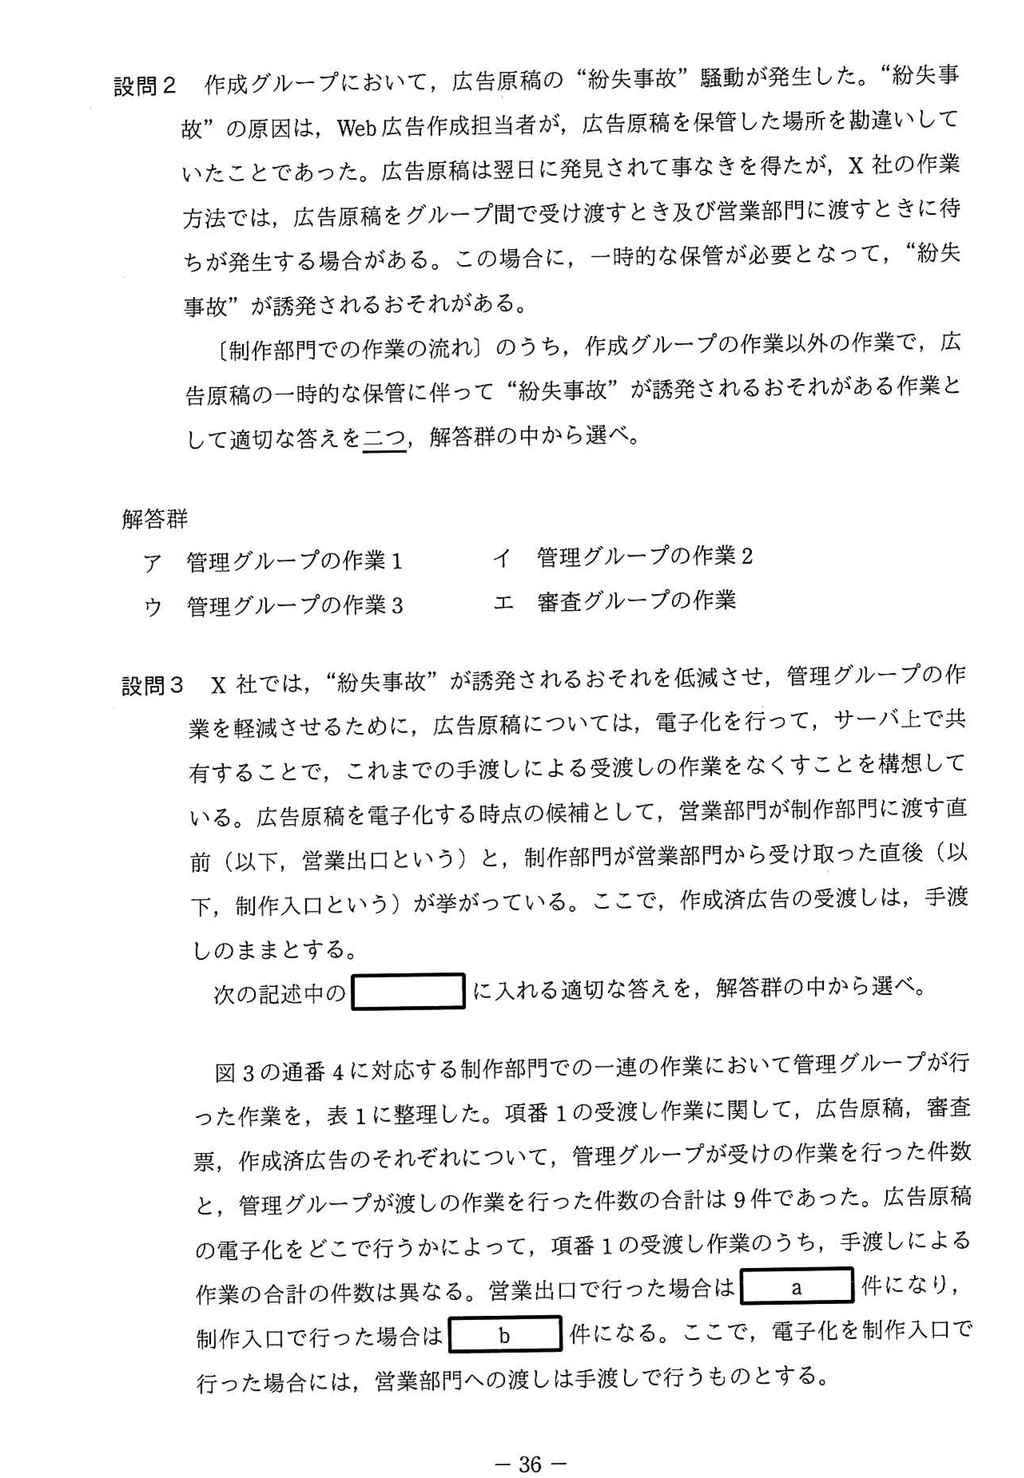 設問2 作成グループにおいて，広告原稿の“紛失事故”騒動が発生した。“紛失事
故”の原因は，Web広告作成担当者が，広告原稿を保管した場所を勘違いして
いたことであった。広告原稿は翌日に発見されて事なきを得たが，X社の作業
方法では，広告原稿をグループ間で受け渡すとき及び営業部門に渡すときに待
ちが発生する場合がある。この場合に，一時的な保管が必要となって，“紛失
事故”が誘発されるおそれがある。
〔制作部門での作業の流れ〕のうち，作成グループの作業以外の作業で，広
告原稿の一時的な保管に伴って“紛失事故”が誘発されるおそれがある作業と
して適切な答えを二つ，解答群の中から選べ。
解答群
ア 管理グループの作業1 イ 管理グループの作業2
ウ 管理グループの作業3 エ 審査グループの作業
設問3 X社では，“紛失事故”が誘発されるおそれを低減させ，管理グループの作
業を軽減させるために，広告原稿については，電子化を行って，サーバ上で共
有することで，これまでの手渡しによる受渡しの作業をなくすことを構想して
いる。広告原稿を電子化する時点の候補として，営業部門が制作部門に渡す直
前（以下，営業出口という）と，制作部門が営業部門から受け取った直後（以
下，制作入口という）が挙がっている。ここで，作成済広告の受渡しは，手渡
しのままとする。
次の記述中の に入れる適切な答えを，解答群の中から選べ。
図3の通番4に対応する制作部門での一連の作業において管理グループが行
った作業を，表1に整理した。項番1の受渡し作業に関して，広告原稿，審査
票，作成済広告のそれぞれについて，管理グループが受けの作業を行った件数
と，管理グループが渡しの作業を行った件数の合計は9件であった。広告原稿
の電子化をどこで行うかによって，項番1の受渡し作業のうち，手渡しによる
作業の合計の件数は異なる。営業出口で行った場合は a 件になり，
制作入口で行った場合は b 件になる。ここで，電子化を制作入口で
行った場合には，営業部門への渡しは手渡しで行うものとする。
－ 36 －